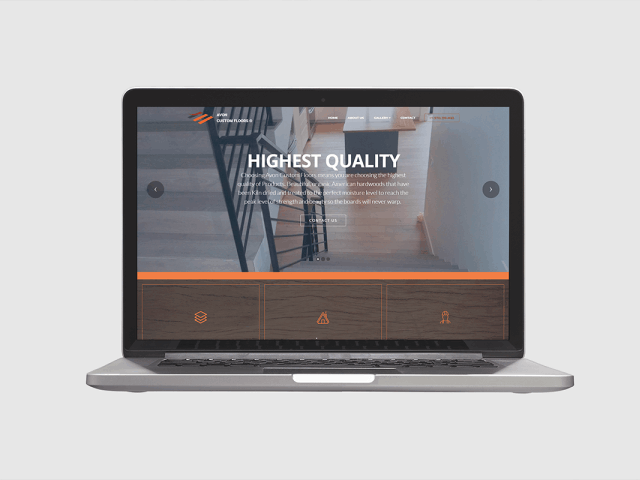 AVON
CUSTOM FLOORS
HOME ABOUT US GALLERY CONTACT
HIGHEST QUALITY
Choosing Avon Custom Floors means you are choosing the highest
quality of Products. Beautiful, unique, American hardwoods that have
been Kiln dried and treated to the perfect moisture level to reach the
peak level of strength and beauty so the boards will never warp.
CONTACT US